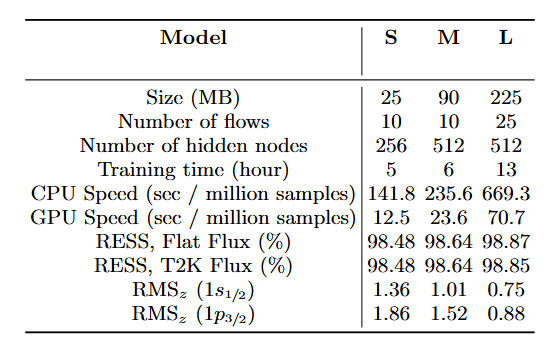 Model S M L
Size (MB) 25 90 225
Number of flows 10 10 25
Number of hidden nodes 256 512 512
Training time (hour) 5 6 13
CPU Speed (sec / million samples) 141.8 235.6 669.3
GPU Speed (sec / million samples) 12.5 23.6 70.7
RESS, Flat Flux (%) 98.48 98.64 98.87
RESS, T2K Flux (%) 98.48 98.64 98.85
RMS_z (1s_{1/2}) 1.36 1.01 0.75
RMS_z (1p_{3/2}) 1.86 1.52 0.88